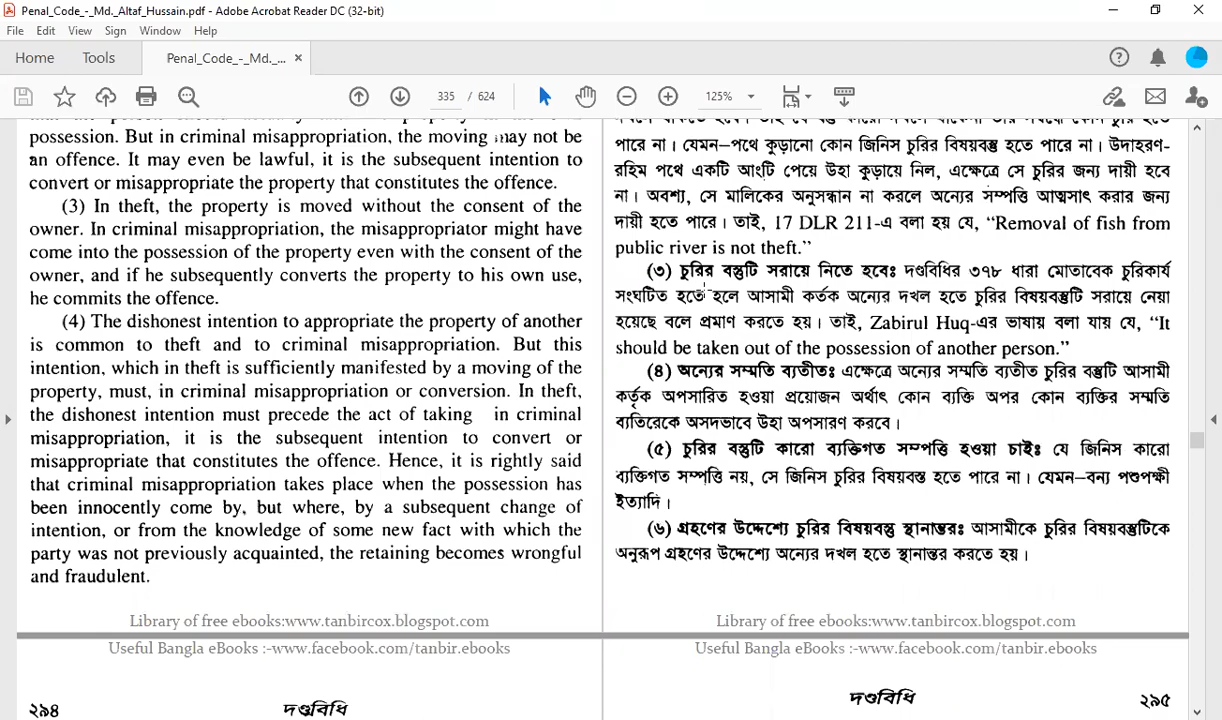 Penal_Code_-_Md._Altaf_Hussain.pdf - Adobe Acrobat Reader DC (32-bit)
File Edit View Sign Window Help
Home Tools Penal_Code_-_Md._... ×
335 / 624 125%
possession. But in criminal misappropriation, the moving may not be
an offence. It may even be lawful, it is the subsequent intention to
convert or misappropriate the property that constitutes the offence.
(3) In theft, the property is moved without the consent of the
owner. In criminal misappropriation, the misappropriator might have
come into the possession of the property even with the consent of the
owner, and if he subsequently converts the property to his own use,
he commits the offence.
(4) The dishonest intention to appropriate the property of another
is common to theft and to criminal misappropriation. But this
intention, which in theft is sufficiently manifested by a moving of the
property, must, in criminal misappropriation or conversion. In theft,
the dishonest intention must precede the act of taking in criminal
misappropriation, it is the subsequent intention to convert or
misappropriate that constitutes the offence. Hence, it is rightly said
that criminal misappropriation takes place when the possession has
been innocently come by, but where, by a subsequent change of
intention, or from the knowledge of some new fact with which the
party was not previously acquainted, the retaining becomes wrongful
and fraudulent.
Library of free ebooks:www.tanbircox.blogspot.com
Useful Bangla eBooks :-www.facebook.com/tanbir.ebooks
২৯৪ দণ্ডবিধি
পারে না। যেমন–পথে কুড়ানো কোন জিনিস চুরির বিষয়বস্তু হতে পারে না। উদাহরণ-
রহিম পথে একটি আংটি পেয়ে উহা কুড়ায়ে নিল, এক্ষেত্রে সে চুরির জন্য দায়ী হবে
না। অবশ্য, সে মালিকের অনুসন্ধান না করলে অন্যের সম্পত্তি আত্মসাৎ করার জন্য
দায়ী হতে পারে। তাই, 17 DLR 211-এ বলা হয় যে, “Removal of fish from
public river is not theft.”
(৩) চুরির বস্তুটি সরায়ে নিতে হবেঃ দণ্ডবিধির ৩৭৮ ধারা মোতাবেক চুরিকার্য
সংঘটিত হতে হলে আসামী কর্তক অন্যের দখল হতে চুরির বিষয়বস্তুটি সরায়ে নেয়া
হয়েছে বলে প্রমাণ করতে হয়। তাই, Zabirul Huq-এর ভাষায় বলা যায় যে, “It
should be taken out of the possession of another person.”
(৪) অন্যের সম্মতি ব্যতীতঃ এক্ষেত্রে অন্যের সম্মতি ব্যতীত চুরির বস্তুটি আসামী
কর্তৃক অপসারিত হওয়া প্রয়োজন অর্থাৎ কোন ব্যক্তি অপর কোন ব্যক্তির সম্মতি
ব্যতিরেকে অসদভাবে উহা অপসারণ করবে।
(৫) চুরির বস্তুটি কারো ব্যক্তিগত সম্পত্তি হওয়া চাইঃ যে জিনিস কারো
ব্যক্তিগত সম্পত্তি নয়, সে জিনিস চুরির বিষয়বস্ত হতে পারে না। যেমন–বন্য পশুপক্ষী
ইত্যাদি।
(৬) গ্রহণের উদ্দেশ্যে চুরির বিষয়বস্তু স্থানান্তরঃ আসামীকে চুরির বিষয়বস্তুটিকে
অনুরূপ গ্রহণের উদ্দেশ্যে অন্যের দখল হতে স্থানান্তর করতে হয়।
Library of free ebooks:www.tanbircox.blogspot.com
Useful Bangla eBooks :-www.facebook.com/tanbir.ebooks
দণ্ডবিধি ২৯৫